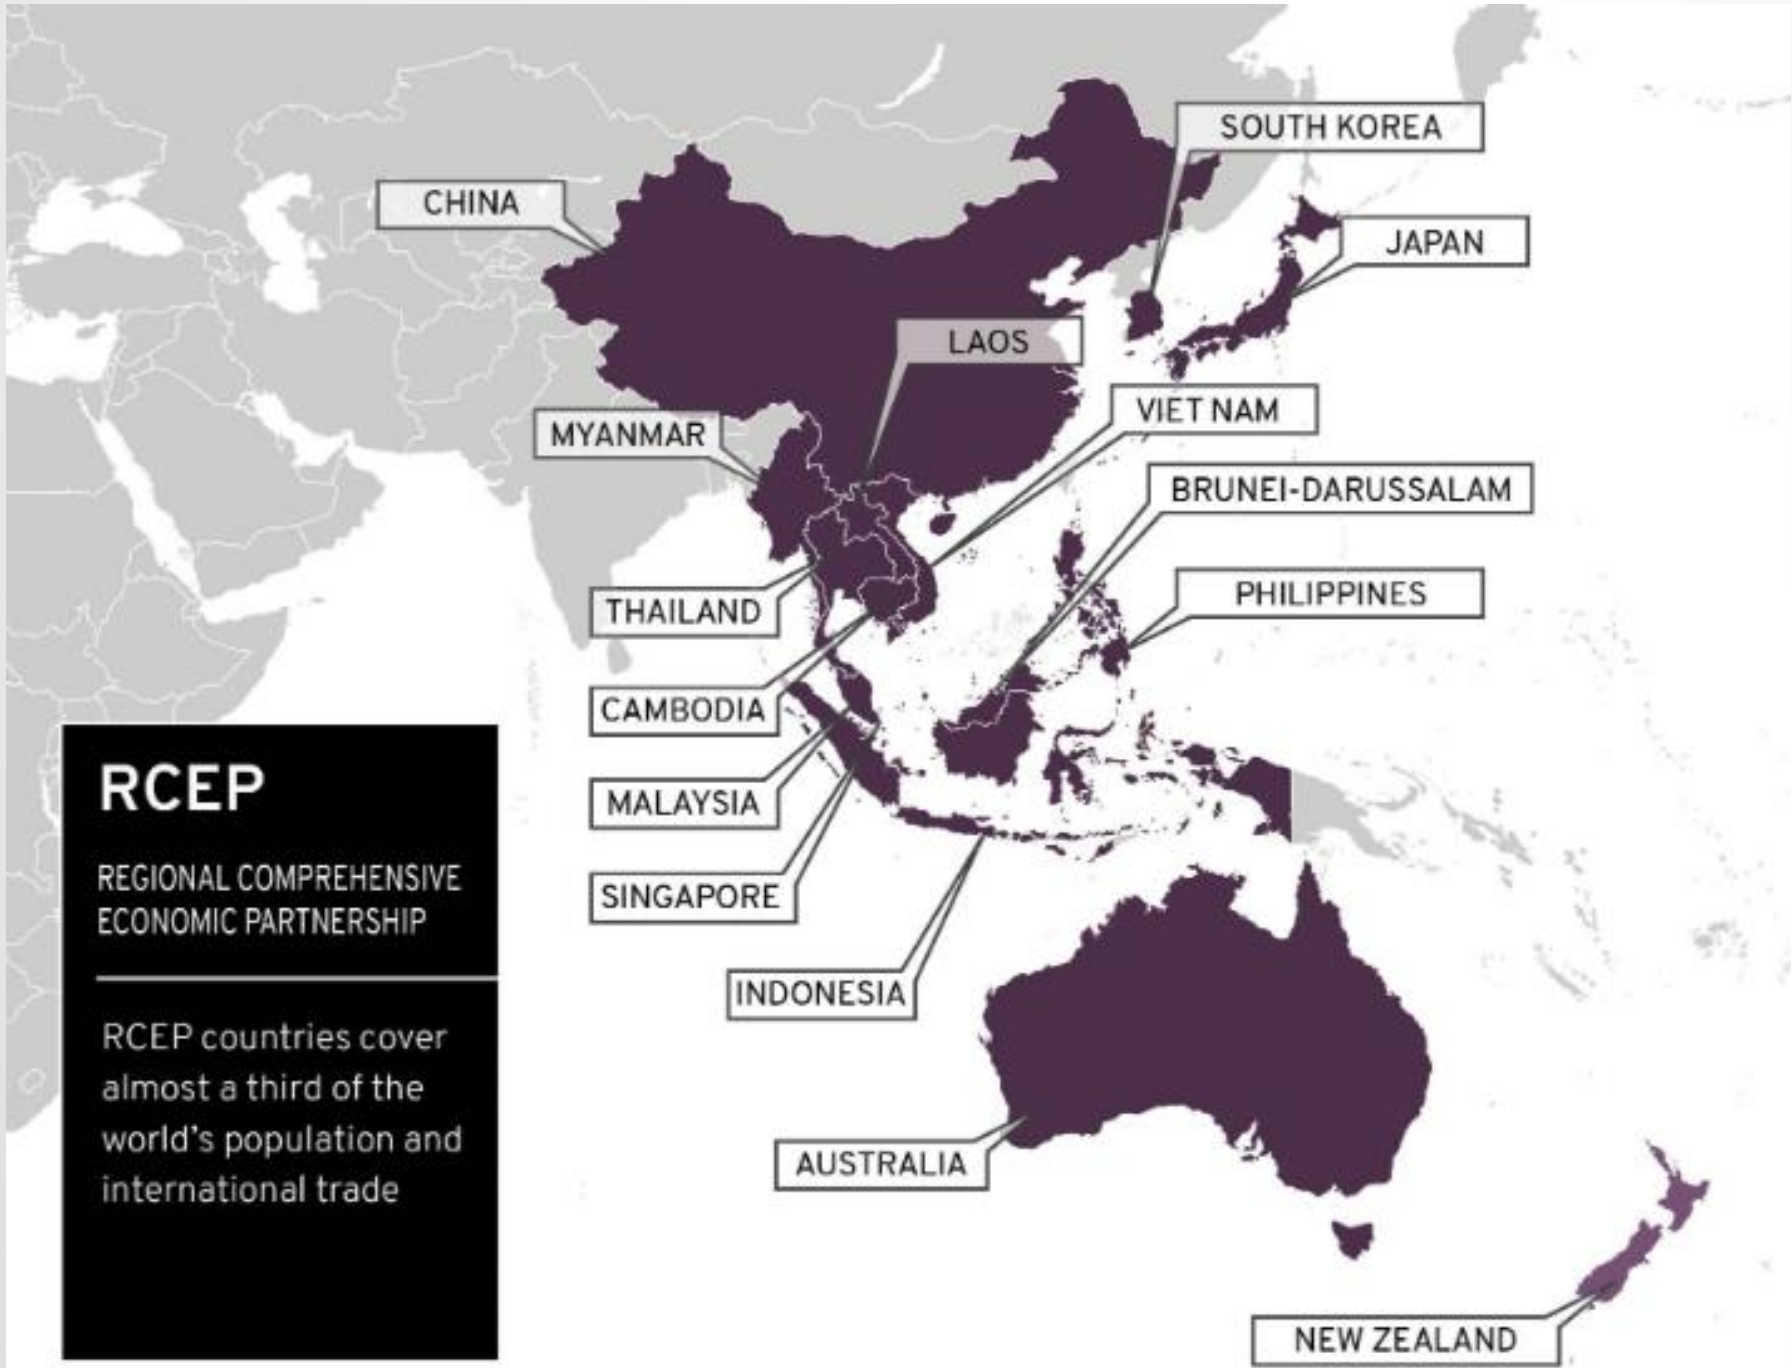 SOUTH KOREA
CHINA
JAPAN
LAOS
VIET NAM
MYANMAR
BRUNEI-DARUSSALAM
PHILIPPINES
THAILAND
CAMBODIA
MALAYSIA
SINGAPORE
INDONESIA
AUSTRALIA
NEW ZEALAND
RCEP
REGIONAL COMPREHENSIVE
ECONOMIC PARTNERSHIP
RCEP countries cover
almost a third of the
world's population and
international trade